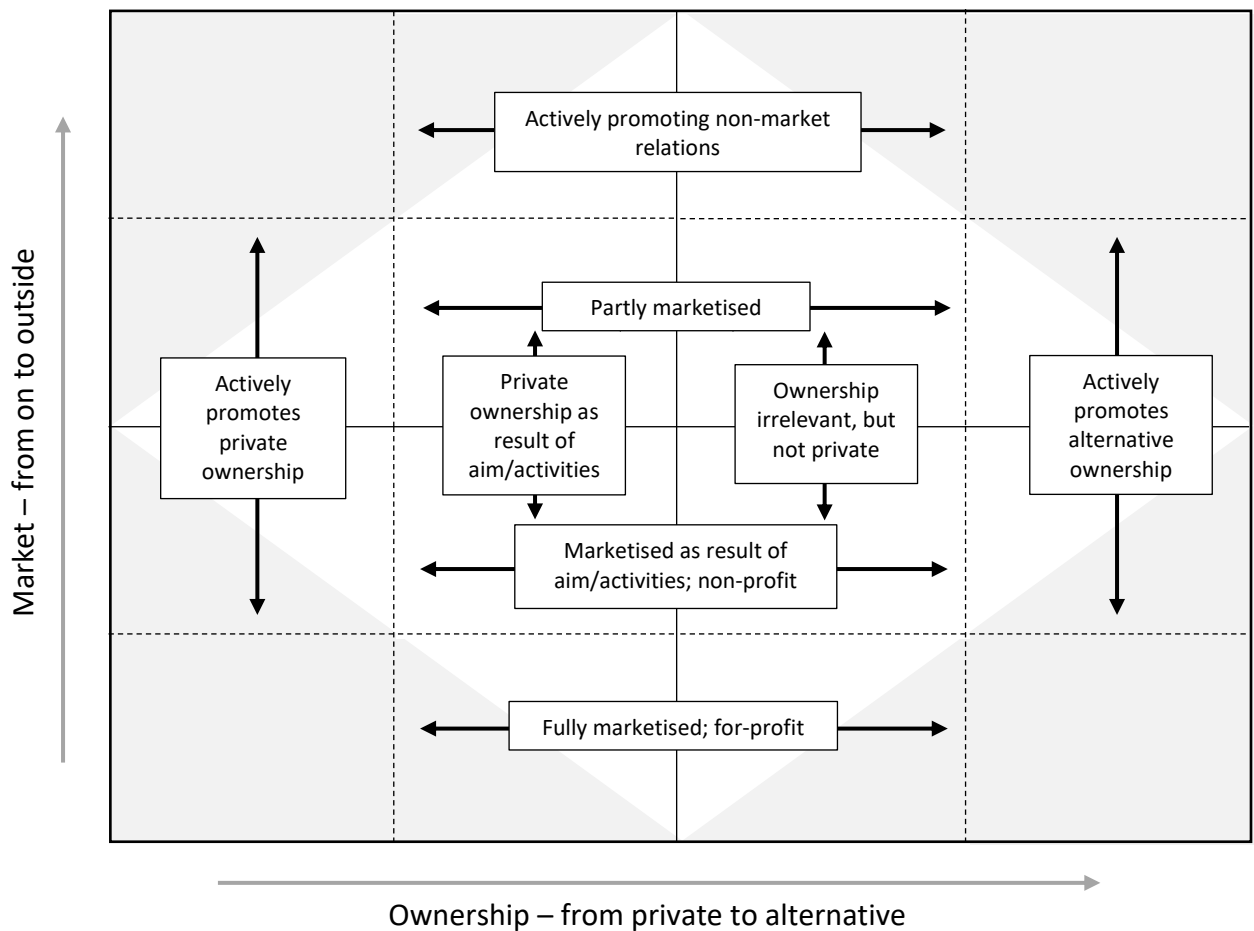 Actively promoting non-market
relations
Market – from on to outside
Partly marketised
Actively
promotes
private
ownership
Private
ownership as
result of
aim/activities
Ownership
irrelevant, but
not private
Actively
promotes
alternative
ownership
Marketised as result of
aim/activities; non-profit
Fully marketised; for-profit
Ownership – from private to alternative